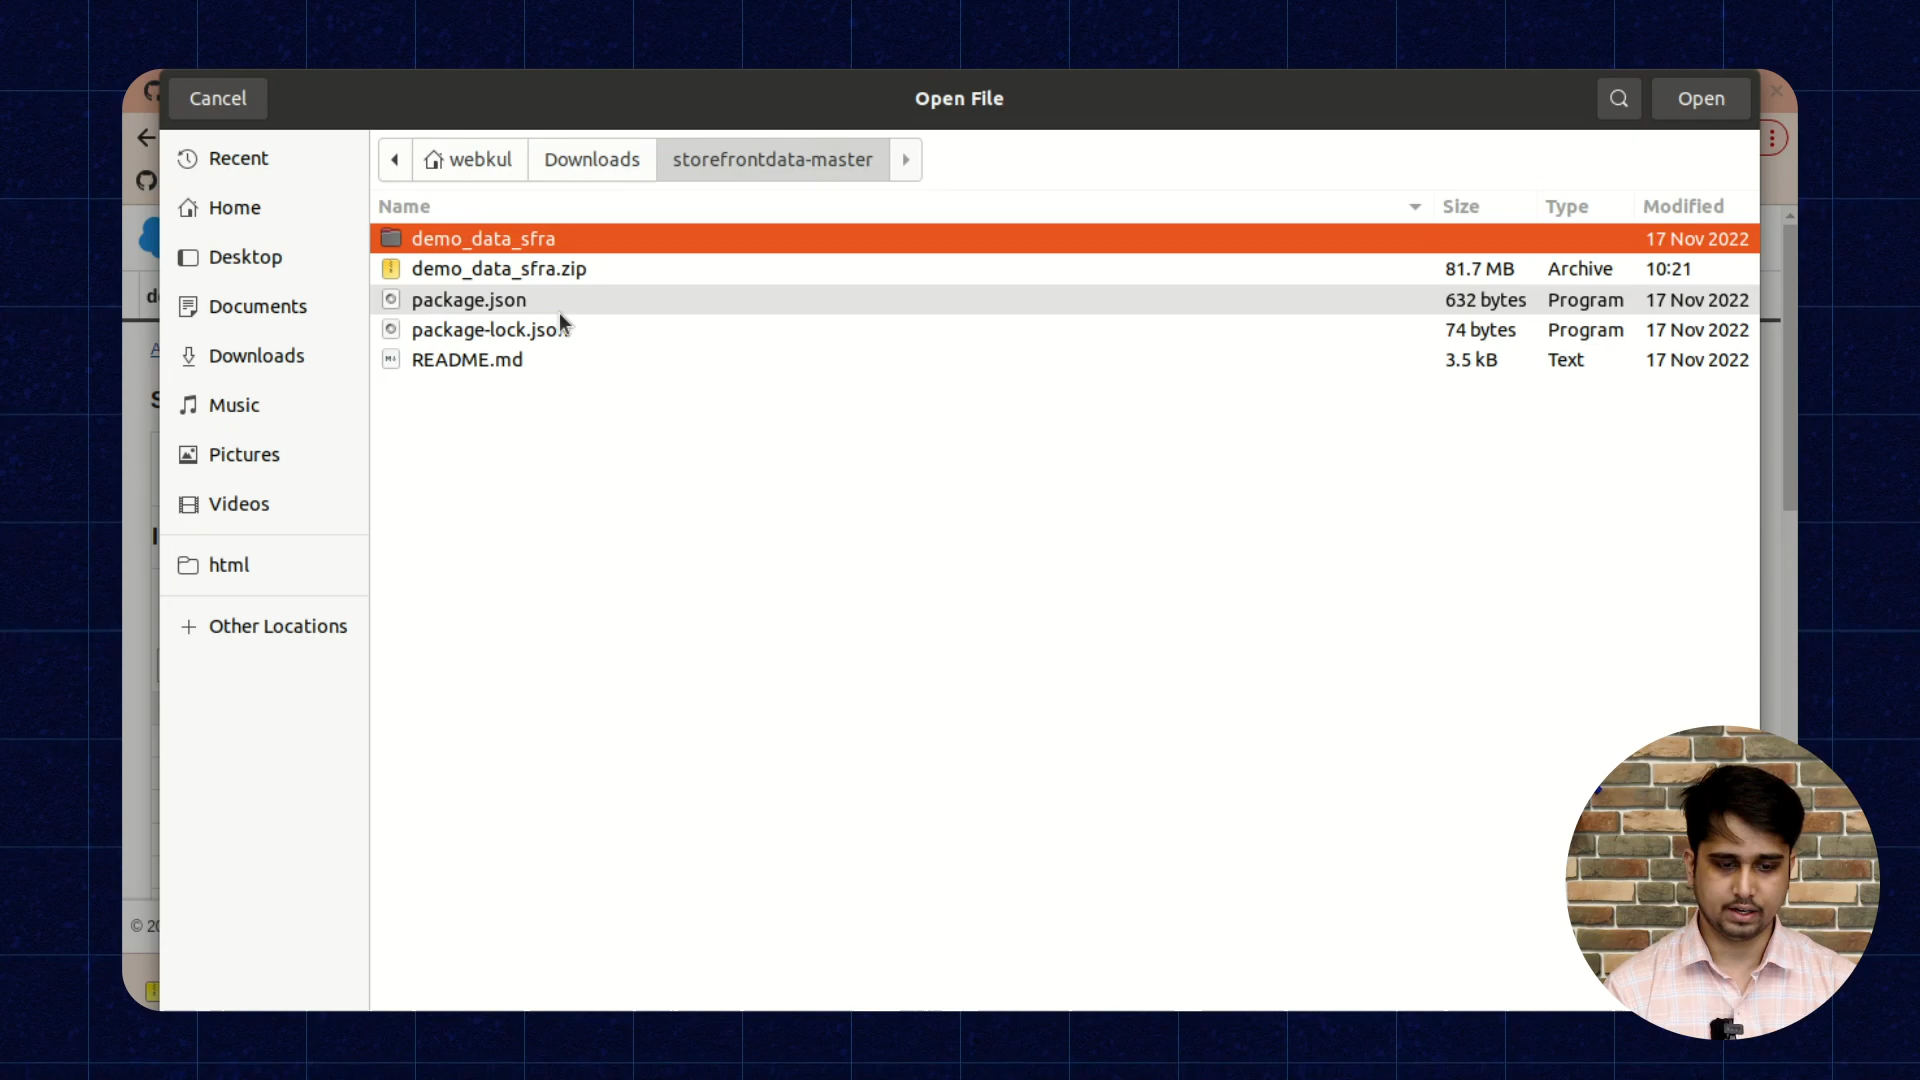 Cancel
Open File
Open
Recent
Home
Desktop
Documents
Downloads
Music
Pictures
Videos
html
Other Locations
webkul Downloads storefrontdata-master
Name Size Type Modified
demo_data_sfra 17 Nov 2022
demo_data_sfra.zip 81.7 MB Archive 10:21
package.json 632 bytes Program 17 Nov 2022
package-lock.json 74 bytes Program 17 Nov 2022
README.md 3.5 kB Text 17 Nov 2022